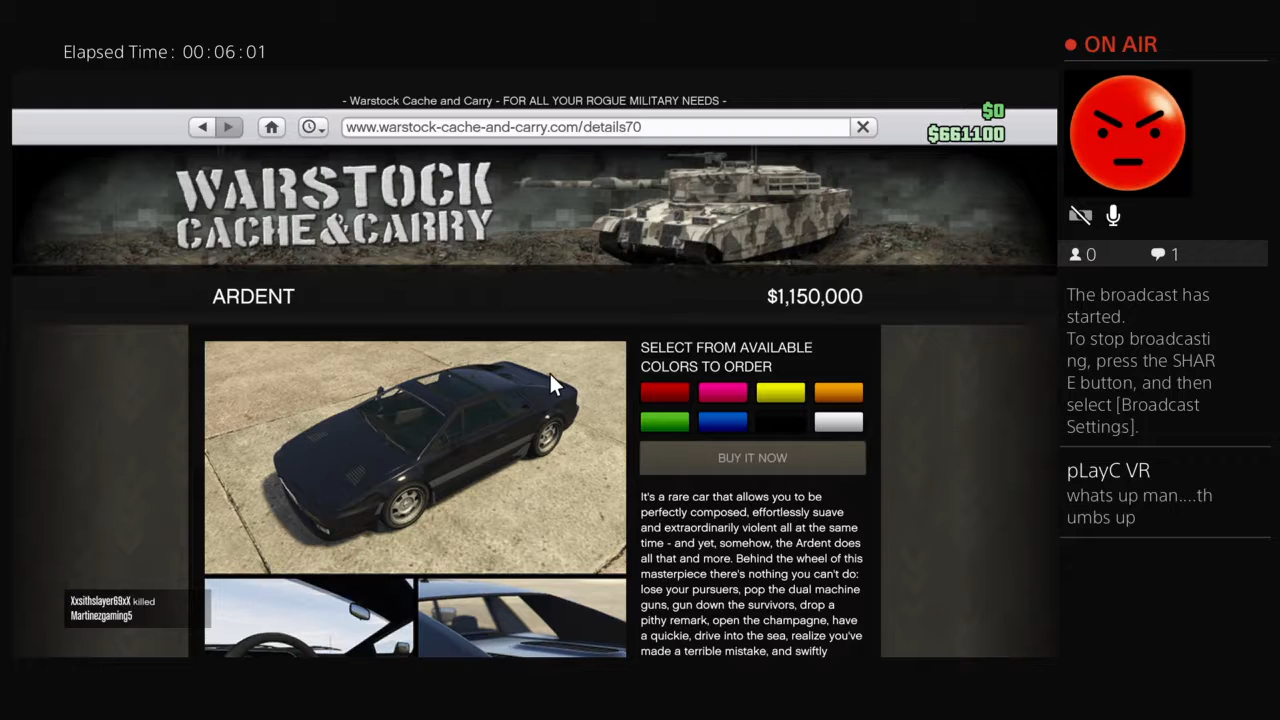 Elapsed Time: 00:06:01
ON AIR
- Warstock Cache and Carry - FOR ALL YOUR ROGUE MILITARY NEEDS -
$0
www.warstock-cache-and-carry.com/details70
$661100
WARSTOCK
CACHE&CARRY
ARDENT
$1,150,000
SELECT FROM AVAILABLE
COLORS TO ORDER
BUY IT NOW
It's a rare car that allows you to be
perfectly composed, effortlessly suave
and extraordinarily violent all at the same
time - and yet, somehow, the Ardent does
all that and more. Behind the wheel of this
masterpiece there's nothing you can't do:
lose your pursuers, pop the dual machine
guns, gun down the survivors, drop a
pithy remark, open the champagne, have
a quickie, drive into the sea, realize you've
made a terrible mistake, and swiftly
Xxsithslayer69xX killed
Martinezgaming5
0
1
The broadcast has
started.
To stop broadcasti
ng, press the SHAR
E button, and then
select [Broadcast
Settings].
pLayC VR
whats up man....th
umbs up